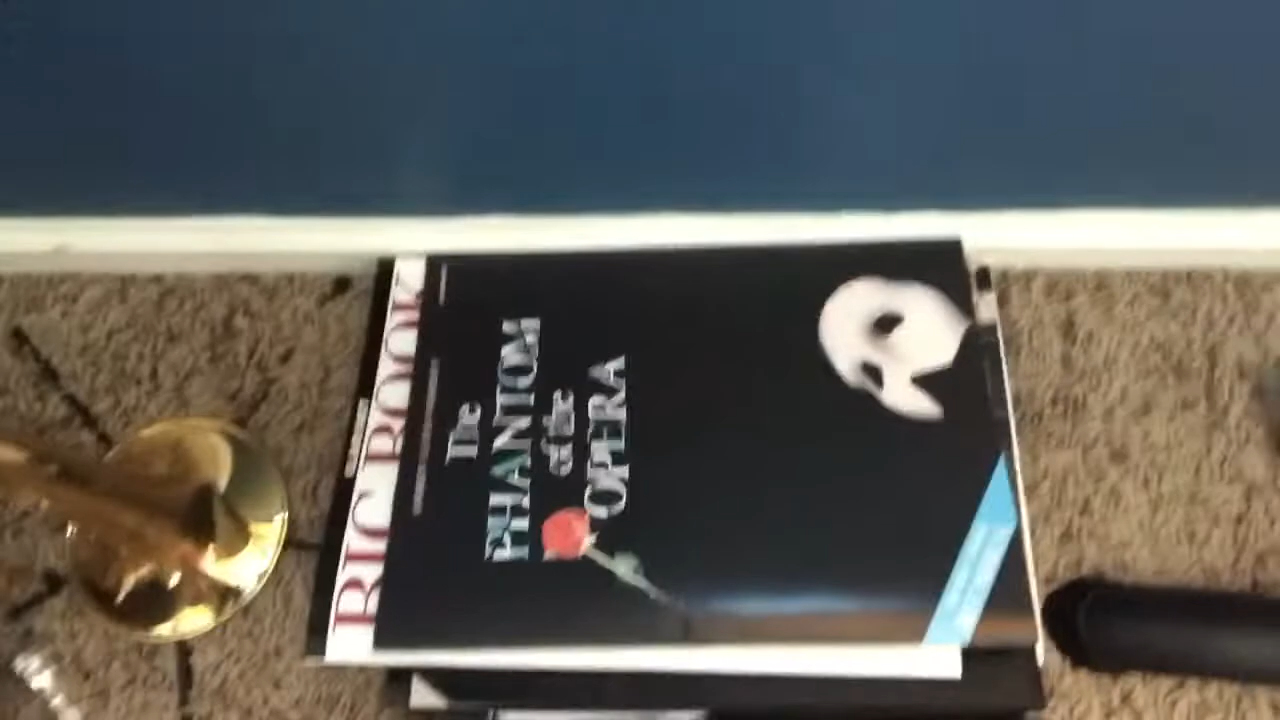 BIG BOOK
The
PHANTOM
of the
OPERA